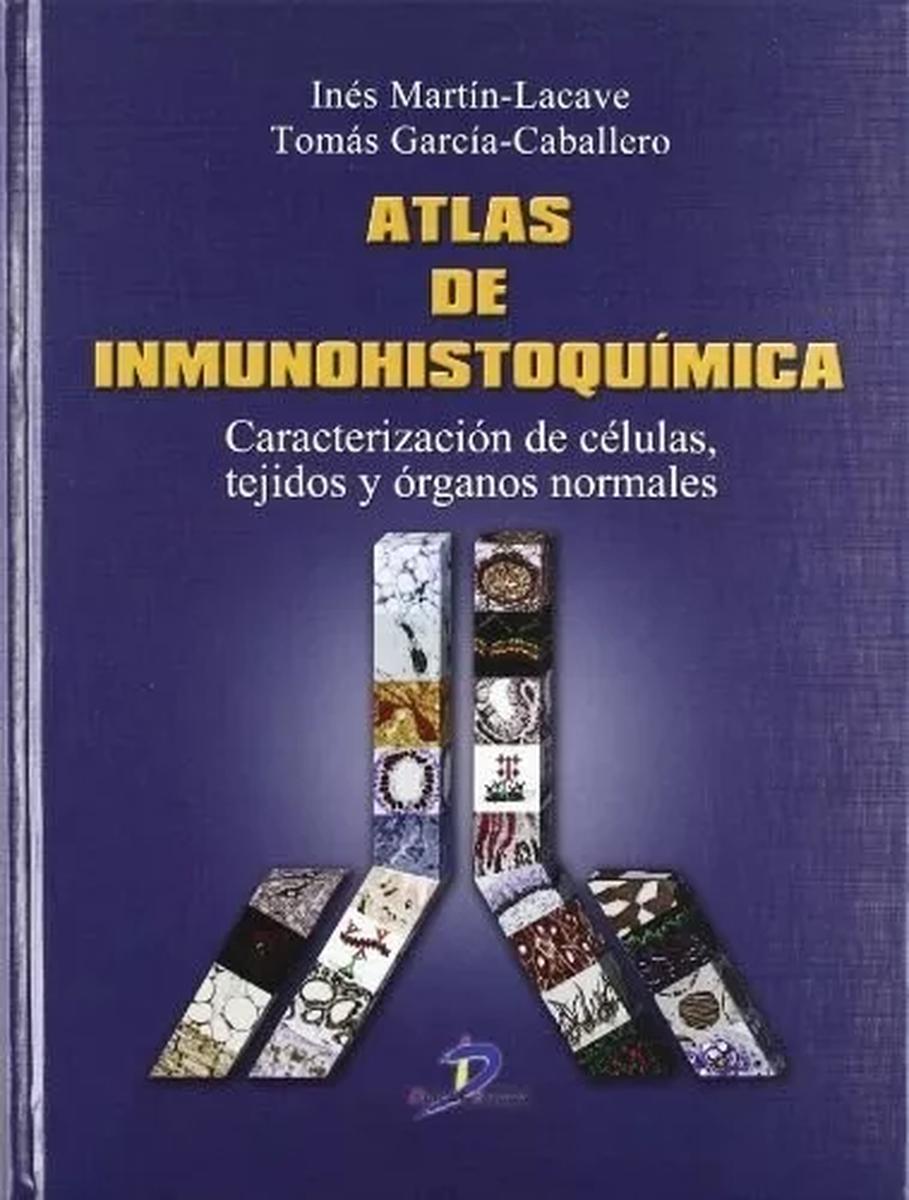 Inés Martín-Lacave
Tomás García-Caballero
ATLAS
DE
INMUNOHISTOQUÍMICA
Caracterización de células,
tejidos y órganos normales